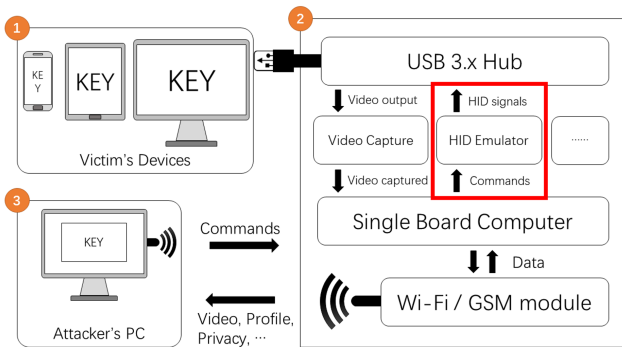 1
KE
Y
KEY
KEY
Victim's Devices
2
USB 3.x Hub
Video output
HID signals
Video Capture
HID Emulator
......
Video captured
Commands
Single Board Computer
Data
Wi-Fi / GSM module
3
KEY
Attacker's PC
Commands
Video, Profile,
Privacy, ...